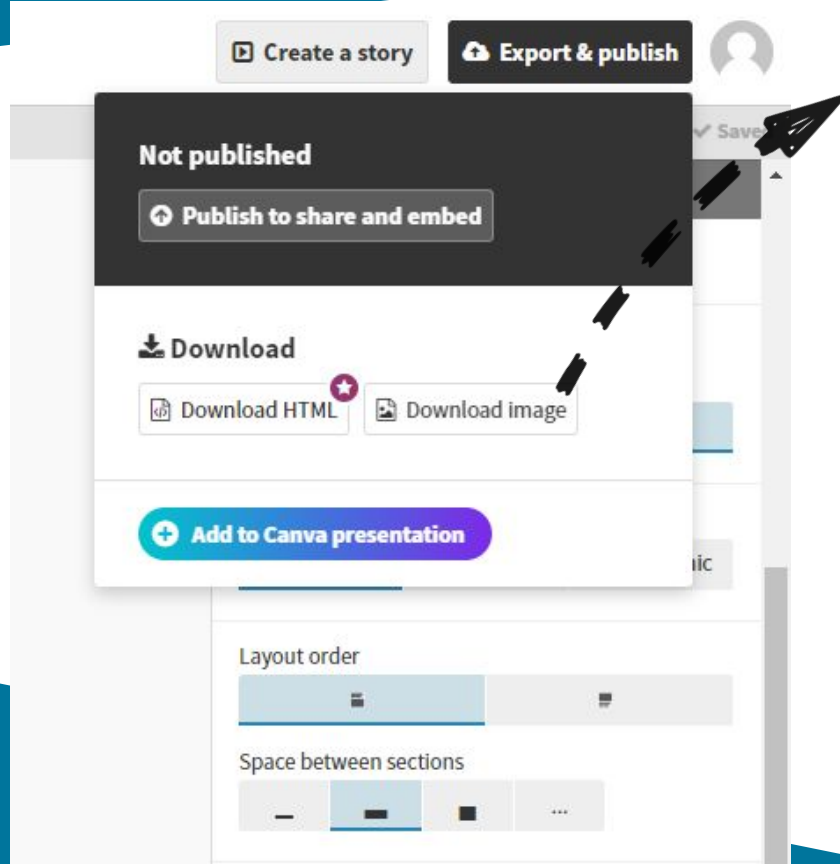 Create a story
Export & publish
Not published
Publish to share and embed
Download
Download HTML
Download image
Add to Canva presentation
Layout order
Space between sections